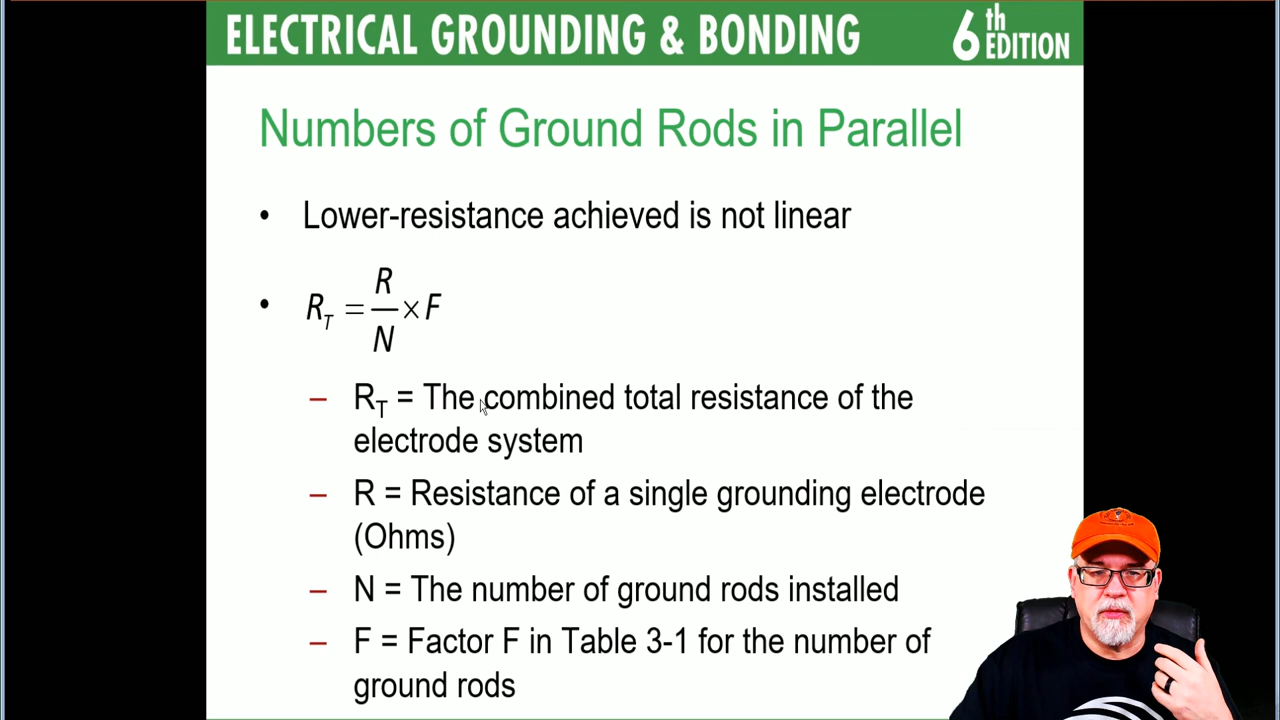 ELECTRICAL GROUNDING & BONDING 6th EDITION
Numbers of Ground Rods in Parallel
• Lower-resistance achieved is not linear
• R_T = R/N × F
– R_T = The combined total resistance of the
electrode system
– R = Resistance of a single grounding electrode
(Ohms)
– N = The number of ground rods installed
– F = Factor F in Table 3-1 for the number of
ground rods